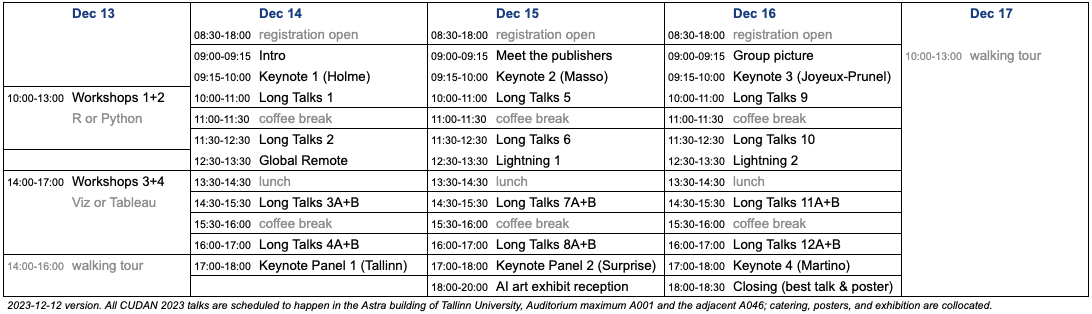 Dec 13
10:00-13:00 Workshops 1+2
R or Python
14:00-17:00 Workshops 3+4
Viz or Tableau
14:00-16:00 walking tour
Dec 14
08:30-18:00 registration open
09:00-09:15 Intro
09:15-10:00 Keynote 1 (Holme)
10:00-11:00 Long Talks 1
11:00-11:30 coffee break
11:30-12:30 Long Talks 2
12:30-13:30 Global Remote
13:30-14:30 lunch
14:30-15:30 Long Talks 3A+B
15:30-16:00 coffee break
16:00-17:00 Long Talks 4A+B
17:00-18:00 Keynote Panel 1 (Tallinn)
Dec 15
08:30-18:00 registration open
09:00-09:15 Meet the publishers
09:15-10:00 Keynote 2 (Masso)
10:00-11:00 Long Talks 5
11:00-11:30 coffee break
11:30-12:30 Long Talks 6
12:30-13:30 Lightning 1
13:30-14:30 lunch
14:30-15:30 Long Talks 7A+B
15:30-16:00 coffee break
16:00-17:00 Long Talks 8A+B
17:00-18:00 Keynote Panel 2 (Surprise)
18:00-20:00 AI art exhibit reception
Dec 16
08:30-18:00 registration open
09:00-09:15 Group picture
09:15-10:00 Keynote 3 (Joyeux-Prunel)
10:00-11:00 Long Talks 9
11:00-11:30 coffee break
11:30-12:30 Long Talks 10
12:30-13:30 Lightning 2
13:30-14:30 lunch
14:30-15:30 Long Talks 11A+B
15:30-16:00 coffee break
16:00-17:00 Long Talks 12A+B
17:00-18:00 Keynote 4 (Martino)
18:00-18:30 Closing (best talk & poster)
Dec 17
10:00-13:00 walking tour
2023-12-12 version. All CUDAN 2023 talks are scheduled to happen in the Astra building of Tallinn University, Auditorium maximum A001 and the adjacent A046; catering, posters, and exhibition are collocated.